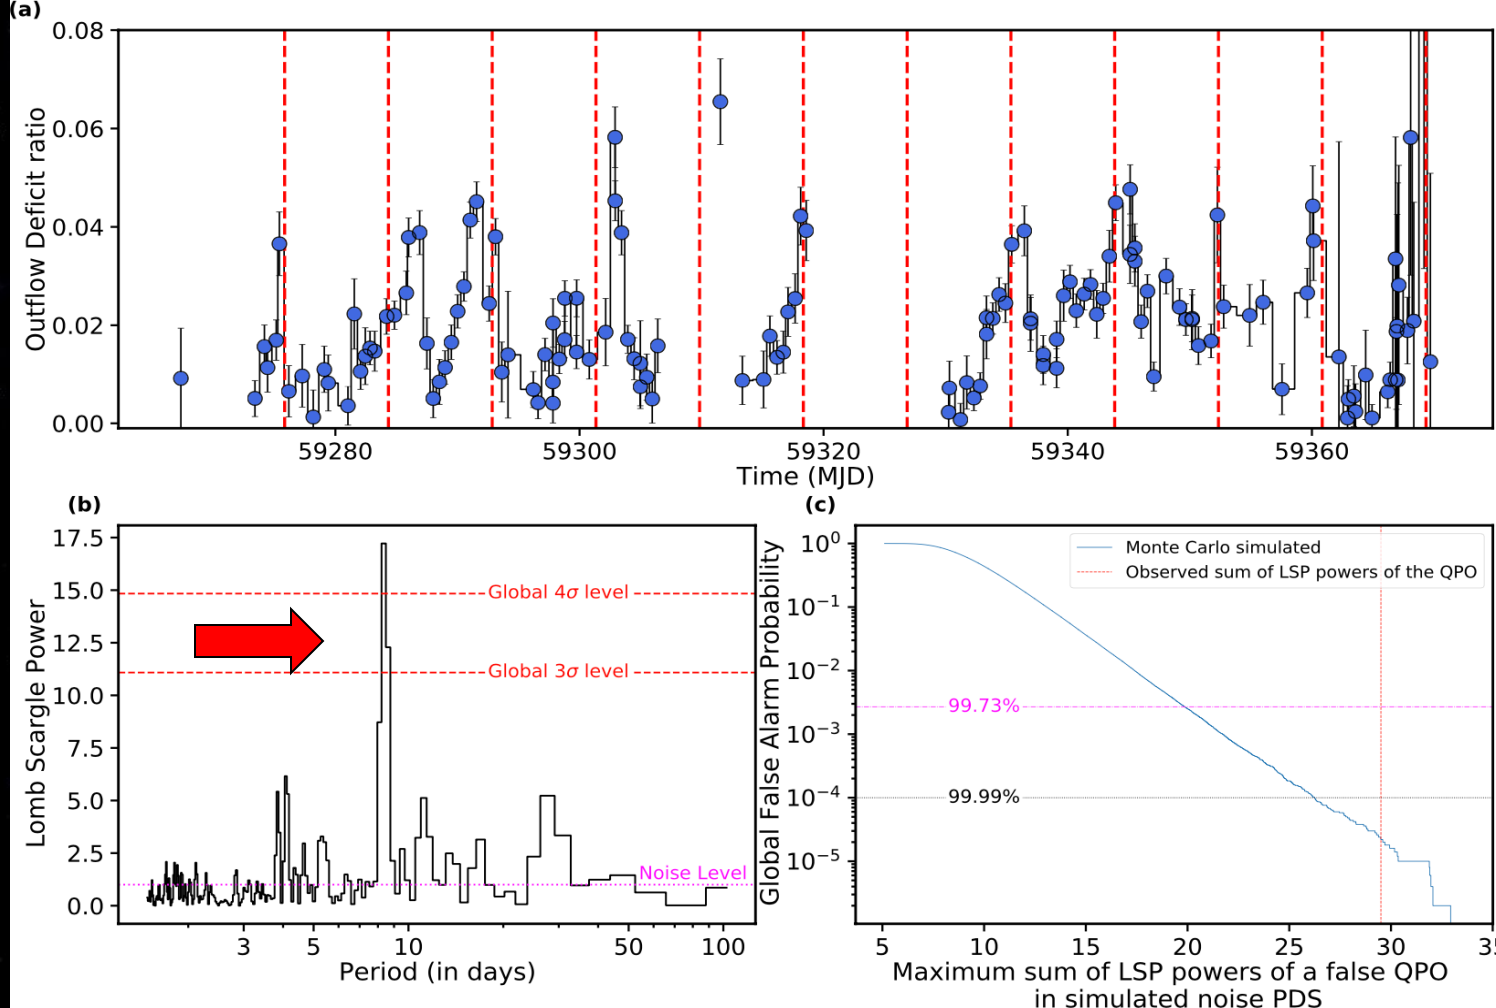 (a)
0.08
0.06
0.04
0.02
0.00
Outflow Deficit ratio
59280
59300
59320
59340
59360
Time (MJD)
(b)
17.5
15.0
12.5
10.0
7.5
5.0
2.5
0.0
Lomb Scargle Power
Global 4σ level
Global 3σ level
Noise Level
3
5
10
50
100
Period (in days)
(c)
10⁰
10⁻¹
10⁻²
10⁻³
10⁻⁴
10⁻⁵
Global False Alarm Probability
Monte Carlo simulated
Observed sum of LSP powers of the QPO
99.73%
99.99%
5
10
15
20
25
30
35
Maximum sum of LSP powers of a false QPO
in simulated noise PDS